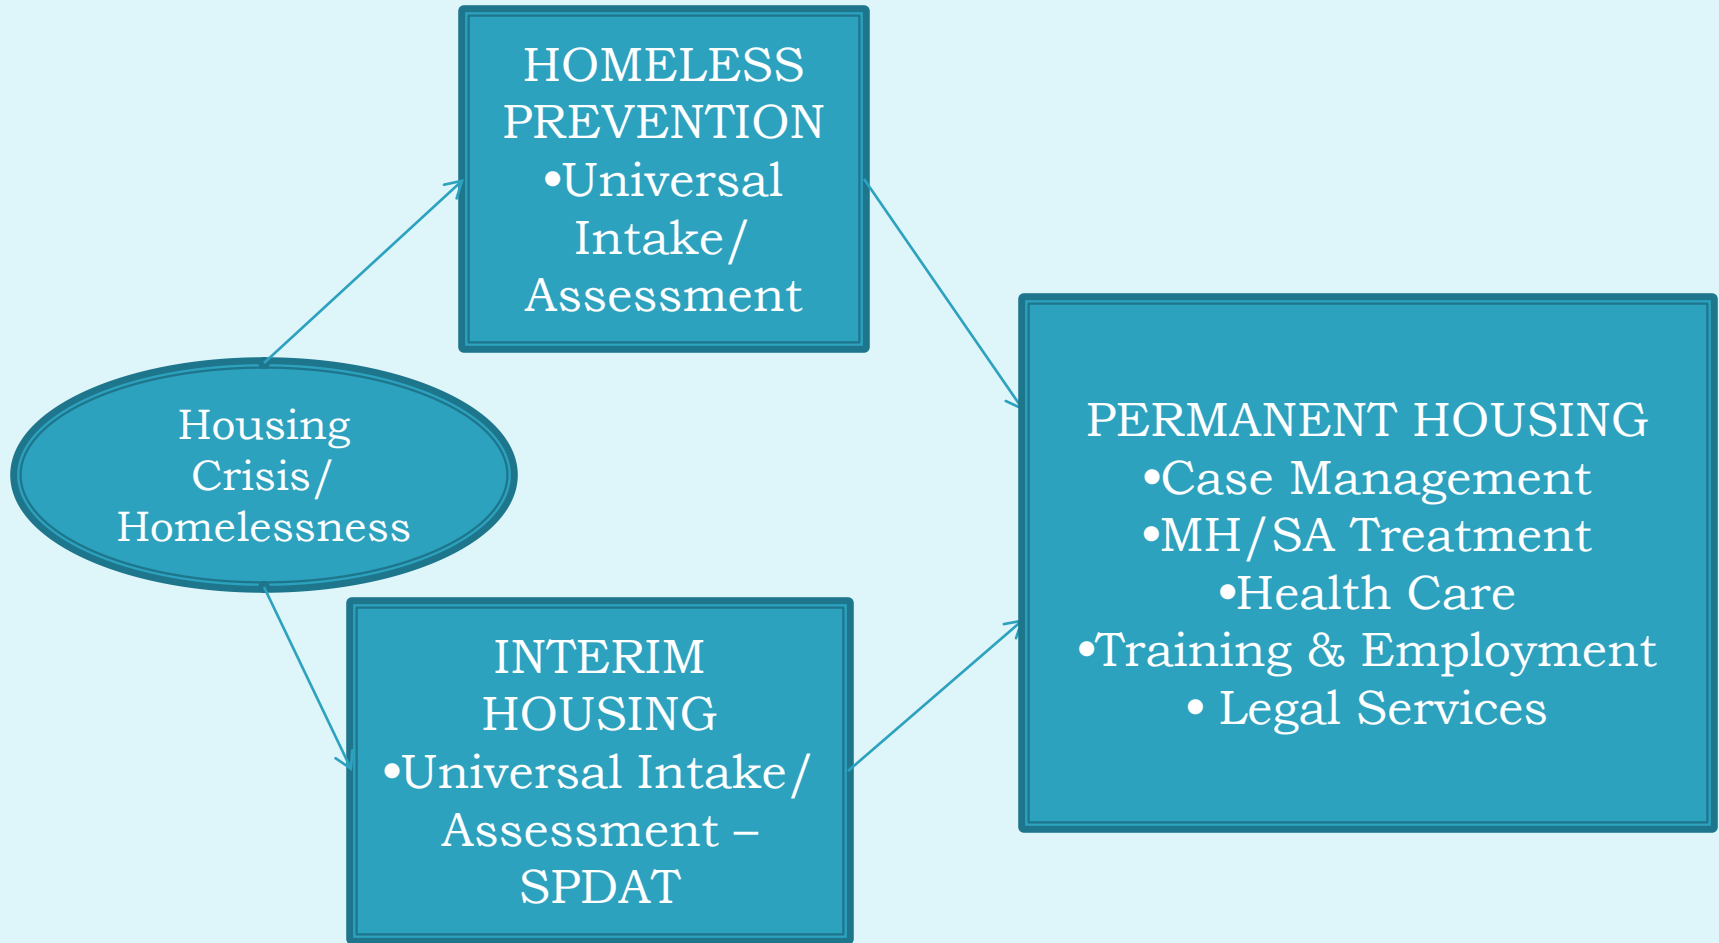 HOMELESS
PREVENTION
•Universal
Intake/
Assessment
Housing
Crisis/
Homelessness
INTERIM
HOUSING
•Universal Intake/
Assessment –
SPDAT
PERMANENT HOUSING
•Case Management
•MH/SA Treatment
•Health Care
•Training & Employment
• Legal Services